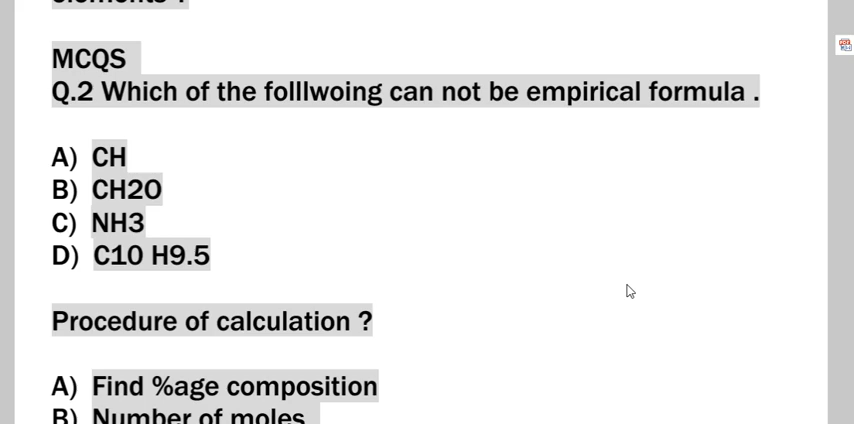 elements ?
MCQS
Q.2 Which of the folllwoing can not be empirical formula .
A) CH
B) CH2O
C) NH3
D) C10 H9.5
Procedure of calculation ?
A) Find %age composition
B) Number of moles